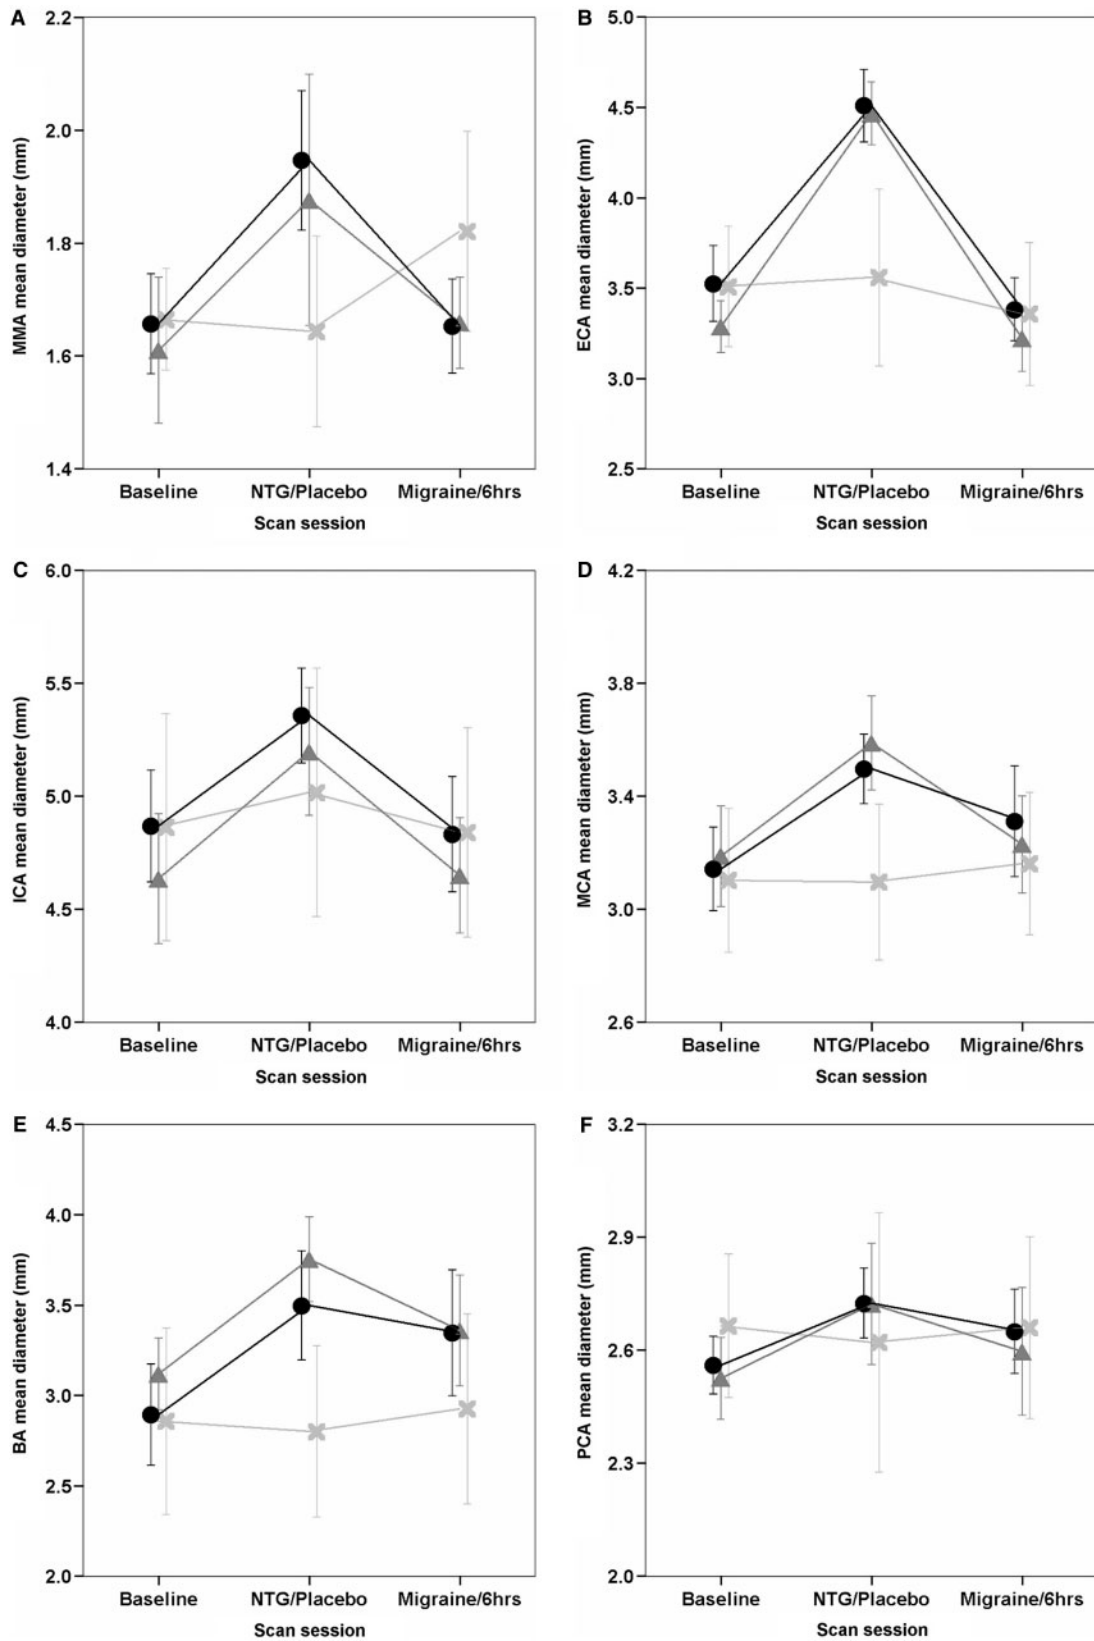 A
2.2
2.0
1.8
1.6
1.4
MMA mean diameter (mm)
Baseline NTG/Placebo Migraine/6hrs
Scan session
B
5.0
4.5
4.0
3.5
3.0
2.5
ECA mean diameter (mm)
Baseline NTG/Placebo Migraine/6hrs
Scan session
C
6.0
5.5
5.0
4.5
4.0
ICA mean diameter (mm)
Baseline NTG/Placebo Migraine/6hrs
Scan session
D
4.2
3.8
3.4
3.0
2.6
MCA mean diameter (mm)
Baseline NTG/Placebo Migraine/6hrs
Scan session
E
4.5
4.0
3.5
3.0
2.5
2.0
BA mean diameter (mm)
Baseline NTG/Placebo Migraine/6hrs
Scan session
F
3.2
2.9
2.6
2.3
2.0
PCA mean diameter (mm)
Baseline NTG/Placebo Migraine/6hrs
Scan session